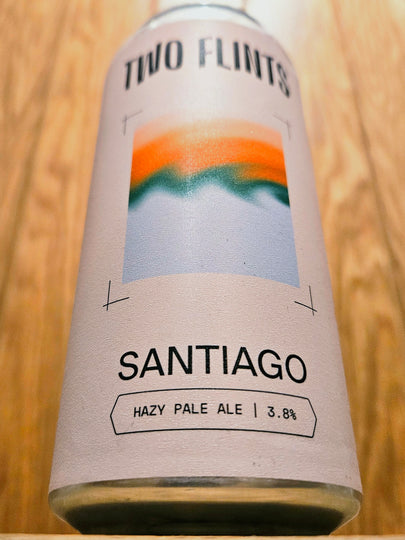 TWO FLINTS
SANTIAGO
HAZY PALE ALE | 3.8%